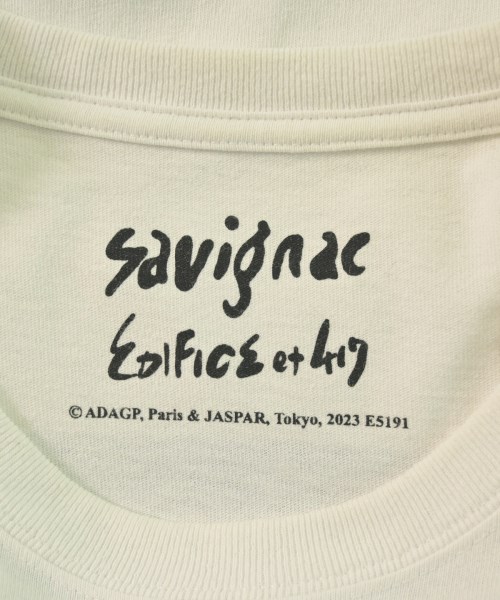 savignac
EDIFICE et 417
© ADAGP, Paris & JASPAR, Tokyo, 2023 E5191